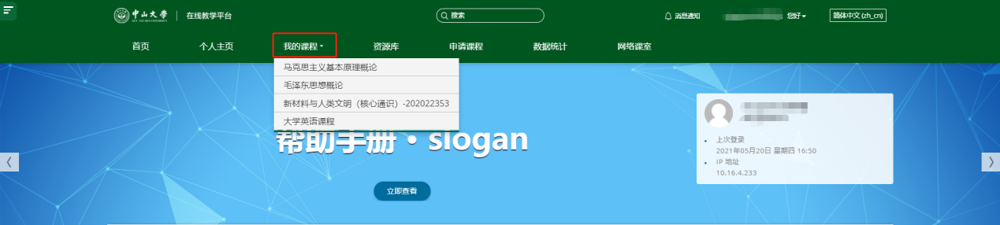 中山大学
在线教学平台
搜索
消息通知
您好
简体中文 (zh_cn)
首页
个人主页
我的课程
资源库
申请课程
数据统计
网络课室
马克思主义基本原理概论
毛泽东思想概论
新材料与人类文明（核心通识）-202022353
大学英语课程
帮助手册 · slogan
立即查看
上次登录
2021年05月20日 星期四 16:50
IP 地址
10.16.4.233